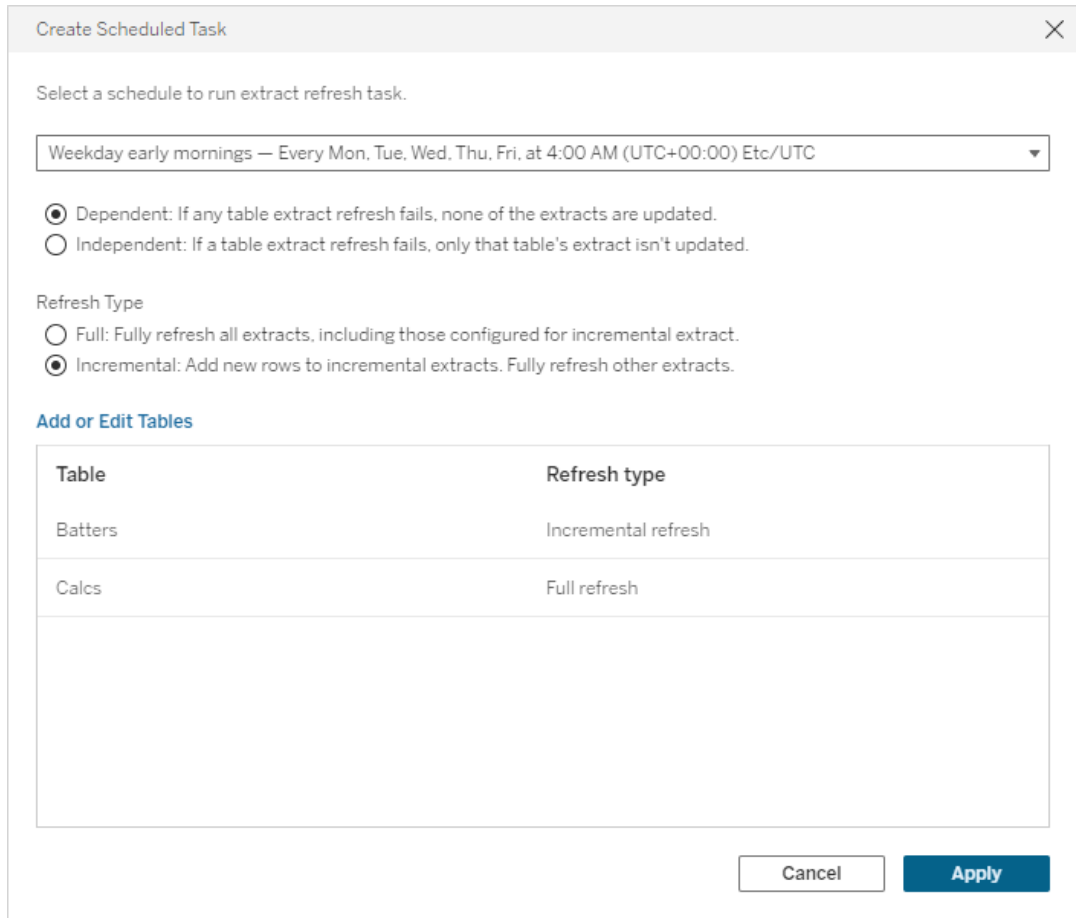 Create Scheduled Task
Select a schedule to run extract refresh task.
Weekday early mornings — Every Mon, Tue, Wed, Thu, Fri, at 4:00 AM (UTC+00:00) Etc/UTC
Dependent: If any table extract refresh fails, none of the extracts are updated.
Independent: If a table extract refresh fails, only that table's extract isn't updated.
Refresh Type
Full: Fully refresh all extracts, including those configured for incremental extract.
Incremental: Add new rows to incremental extracts. Fully refresh other extracts.
Add or Edit Tables
Table Refresh type
Batters Incremental refresh
Calcs Full refresh
Cancel Apply